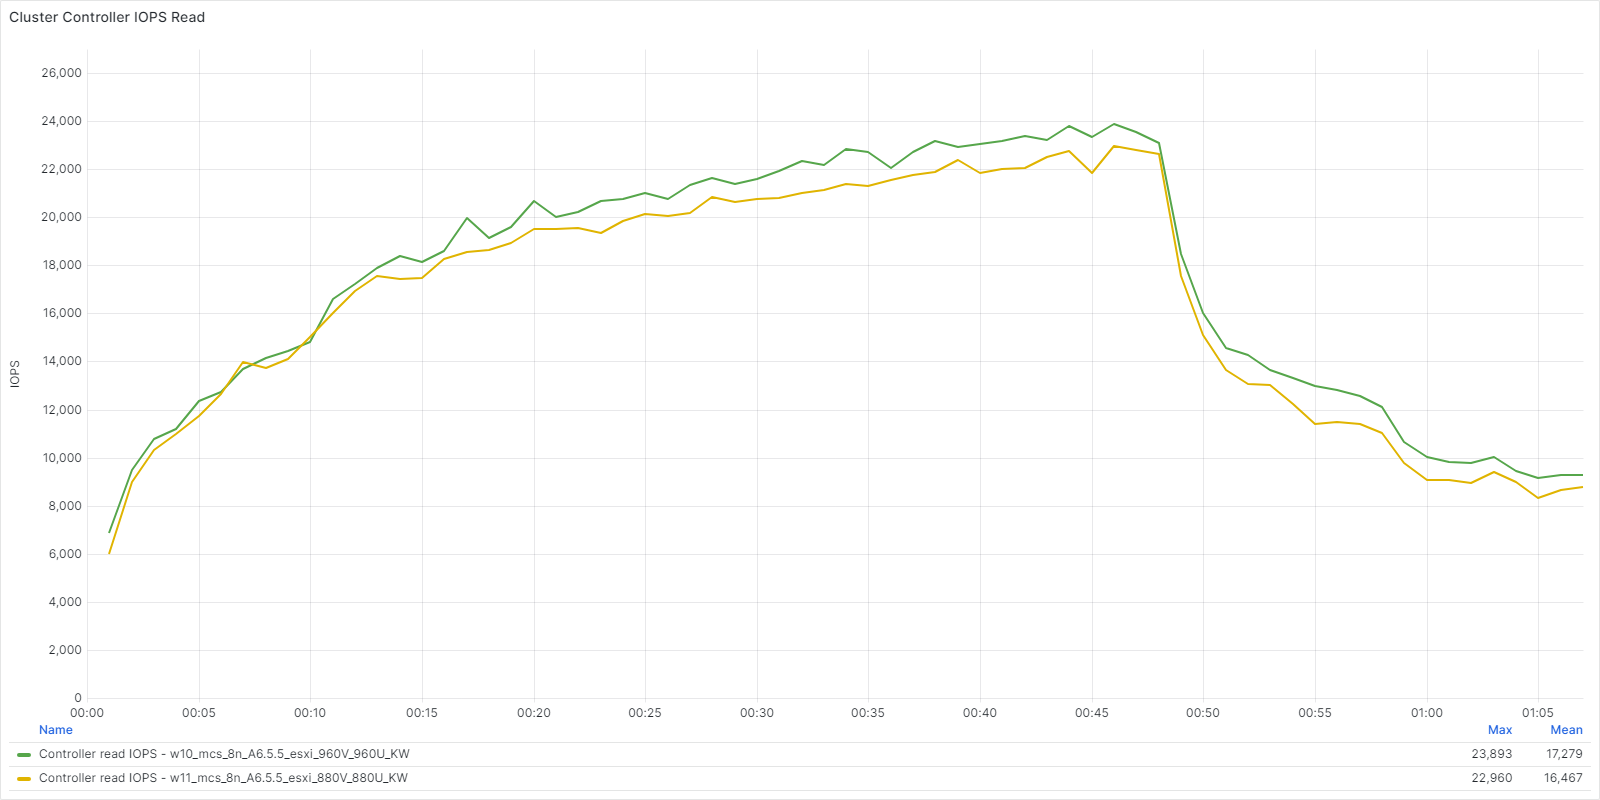 Cluster Controller IOPS Read
26,000
24,000
22,000
20,000
18,000
16,000
14,000
12,000
10,000
8,000
6,000
4,000
2,000
0
IOPS
00:00 00:05 00:10 00:15 00:20 00:25 00:30 00:35 00:40 00:45 00:50 00:55 01:00 01:05
Name Max Mean
Controller read IOPS - w10_mcs_8n_A6.5.5_esxi_960V_960U_KW 23,893 17,279
Controller read IOPS - w11_mcs_8n_A6.5.5_esxi_880V_880U_KW 22,960 16,467